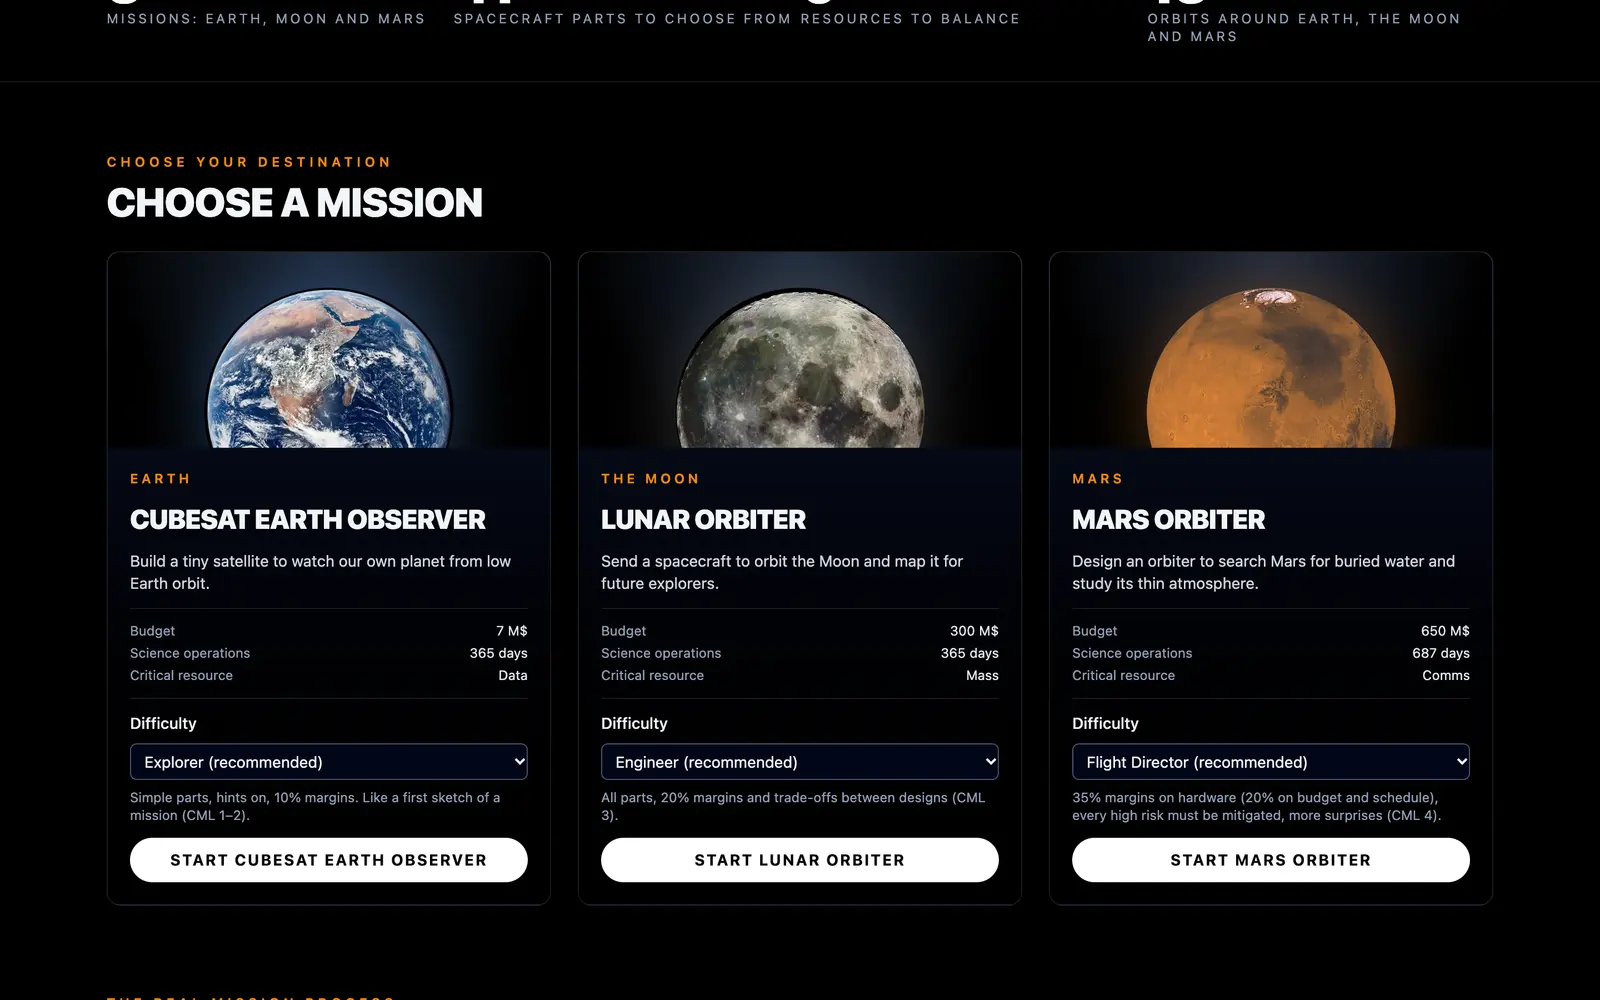 MISSIONS: EARTH, MOON AND MARS
SPACECRAFT PARTS TO CHOOSE FROM
RESOURCES TO BALANCE
ORBITS AROUND EARTH, THE MOON
AND MARS
CHOOSE YOUR DESTINATION
CHOOSE A MISSION
EARTH
CUBESAT EARTH OBSERVER
Build a tiny satellite to watch our own planet from low
Earth orbit.
Budget 7 M$
Science operations 365 days
Critical resource Data
Difficulty
Explorer (recommended)
Simple parts, hints on, 10% margins. Like a first sketch of a
mission (CML 1–2).
START CUBESAT EARTH OBSERVER
THE MOON
LUNAR ORBITER
Send a spacecraft to orbit the Moon and map it for
future explorers.
Budget 300 M$
Science operations 365 days
Critical resource Mass
Difficulty
Engineer (recommended)
All parts, 20% margins and trade-offs between designs (CML
3).
START LUNAR ORBITER
MARS
MARS ORBITER
Design an orbiter to search Mars for buried water and
study its thin atmosphere.
Budget 650 M$
Science operations 687 days
Critical resource Comms
Difficulty
Flight Director (recommended)
35% margins on hardware (20% on budget and schedule),
every high risk must be mitigated, more surprises (CML 4).
START MARS ORBITER
THE REAL MISSION PROCESS